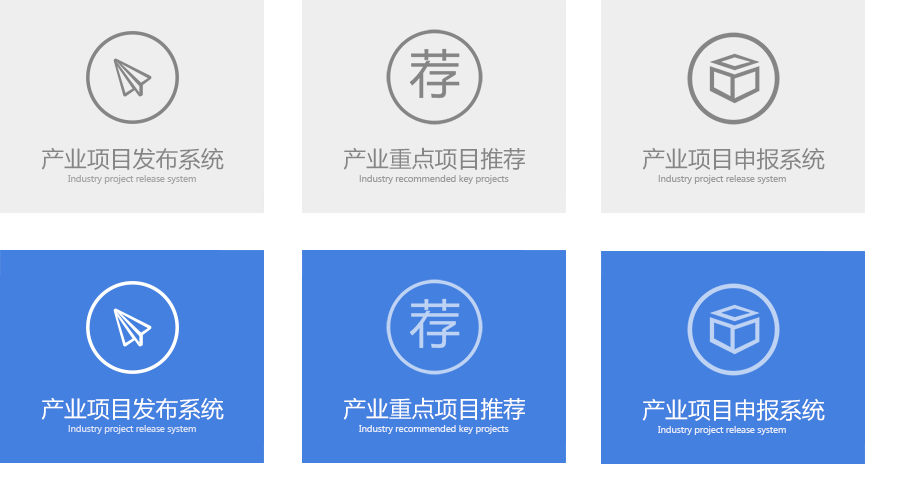 产业项目发布系统
Industry project release system
荐
产业重点项目推荐
Industry recommended key projects
产业项目申报系统
Industry project release system
产业项目发布系统
Industry project release system
荐
产业重点项目推荐
Industry recommended key projects
产业项目申报系统
Industry project release system